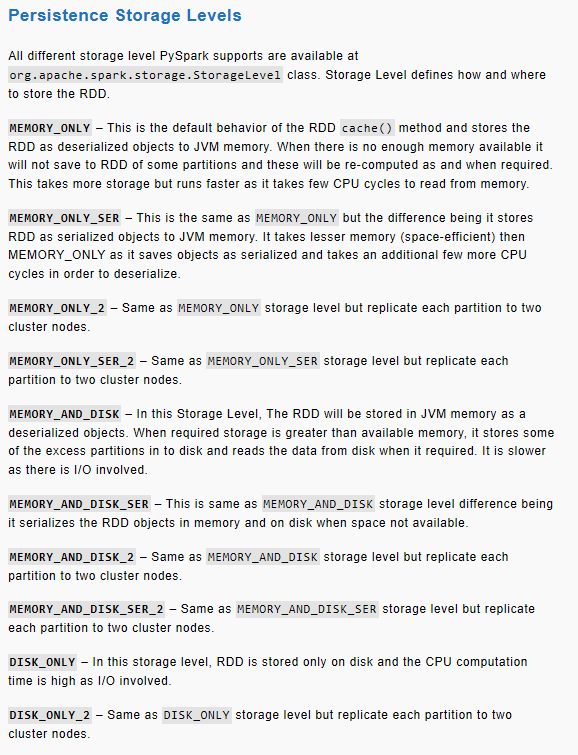 Persistence Storage Levels
All different storage level PySpark supports are available at
org.apache.spark.storage.StorageLevel class. Storage Level defines how and where
to store the RDD.
MEMORY_ONLY – This is the default behavior of the RDD cache() method and stores the
RDD as deserialized objects to JVM memory. When there is no enough memory available it
will not save to RDD of some partitions and these will be re-computed as and when required.
This takes more storage but runs faster as it takes few CPU cycles to read from memory.
MEMORY_ONLY_SER – This is the same as MEMORY_ONLY but the difference being it stores
RDD as serialized objects to JVM memory. It takes lesser memory (space-efficient) then
MEMORY_ONLY as it saves objects as serialized and takes an additional few more CPU
cycles in order to deserialize.
MEMORY_ONLY_2 – Same as MEMORY_ONLY storage level but replicate each partition to two
cluster nodes.
MEMORY_ONLY_SER_2 – Same as MEMORY_ONLY_SER storage level but replicate each
partition to two cluster nodes.
MEMORY_AND_DISK – In this Storage Level, The RDD will be stored in JVM memory as a
deserialized objects. When required storage is greater than available memory, it stores some
of the excess partitions in to disk and reads the data from disk when it required. It is slower
as there is I/O involved.
MEMORY_AND_DISK_SER – This is same as MEMORY_AND_DISK storage level difference being
it serializes the RDD objects in memory and on disk when space not available.
MEMORY_AND_DISK_2 – Same as MEMORY_AND_DISK storage level but replicate each
partition to two cluster nodes.
MEMORY_AND_DISK_SER_2 – Same as MEMORY_AND_DISK_SER storage level but replicate
each partition to two cluster nodes.
DISK_ONLY – In this storage level, RDD is stored only on disk and the CPU computation
time is high as I/O involved.
DISK_ONLY_2 – Same as DISK_ONLY storage level but replicate each partition to two
cluster nodes.